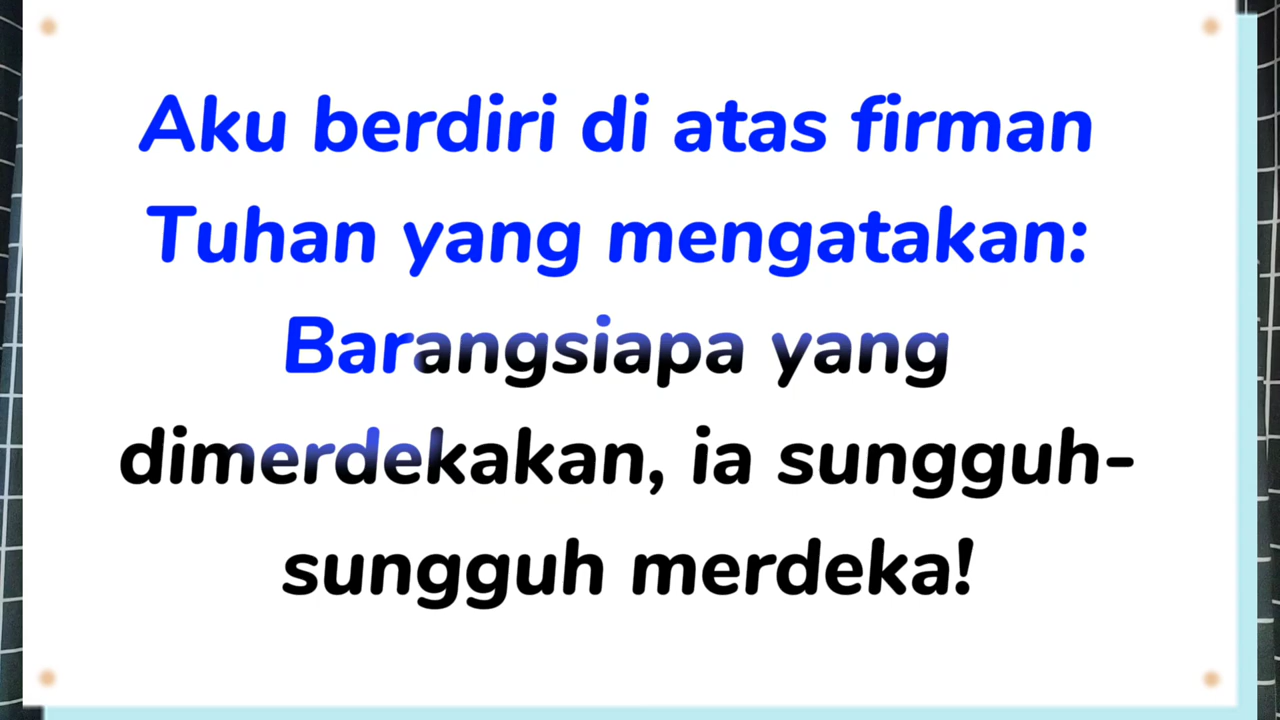 Aku berdiri di atas firman
Tuhan yang mengatakan:
Barangsiapa yang
dimerdekakan, ia sungguh-
sungguh merdeka!